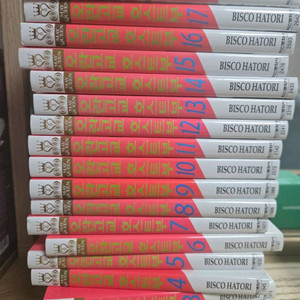 오란고교 호스트부 17 BISCO HATORI
오란고교 호스트부 16 BISCO HATORI
오란고교 호스트부 15 BISCO HATORI
오란고교 호스트부 14 BISCO HATORI
오란고교 호스트부 13 BISCO HATORI
오란고교 호스트부 12 BISCO HATORI
오란고교 호스트부 11 BISCO HATORI
오란고교 호스트부 10 BISCO HATORI
오란고교 호스트부 9 BISCO HATORI
오란고교 호스트부 8 BISCO HATORI
오란고교 호스트부 7 BISCO HATORI
오란고교 호스트부 6 BISCO HATORI
오란고교 호스트부 5 BISCO HATORI
오란고교 호스트부 4 BISCO HATORI
3